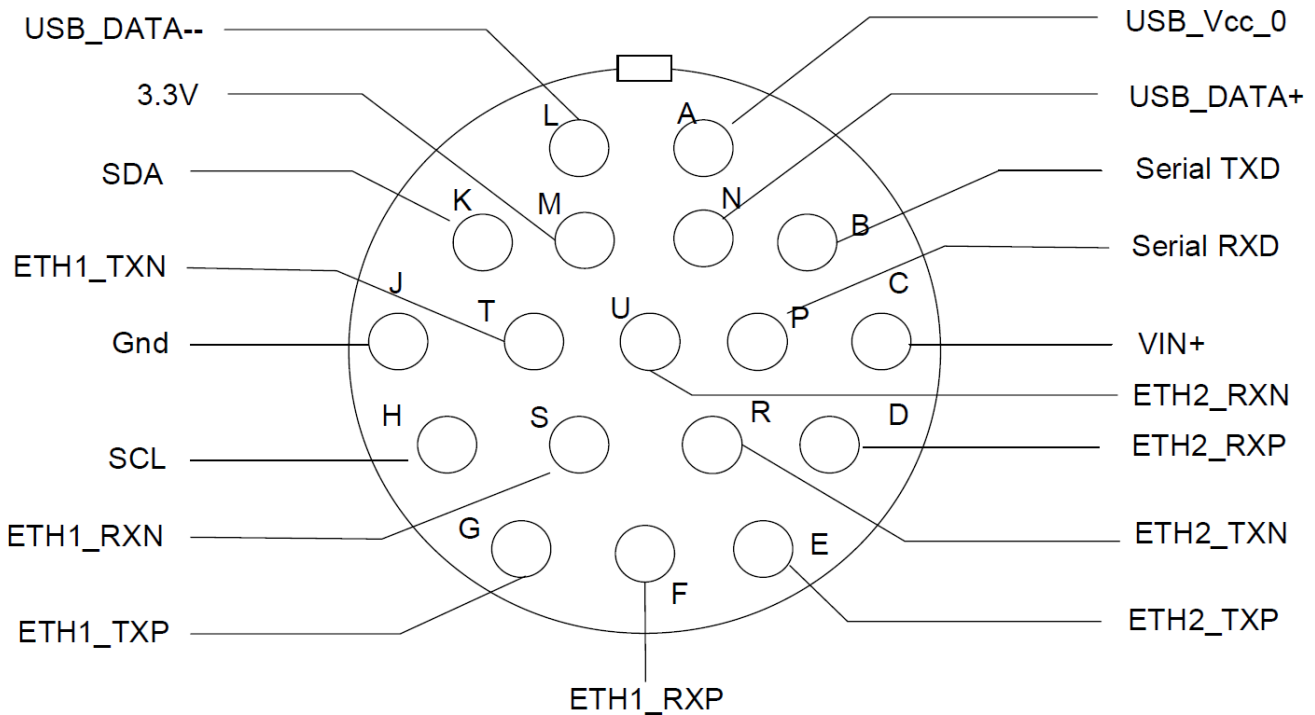 USB_DATA--
3.3V
SDA
ETH1_TXN
Gnd
SCL
ETH1_RXN
ETH1_TXP
L
A
K
M
N
B
J
T
U
P
C
H
S
R
D
G
F
E
USB_Vcc_0
USB_DATA+
Serial TXD
Serial RXD
VIN+
ETH2_RXN
ETH2_RXP
ETH2_TXN
ETH2_TXP
ETH1_RXP